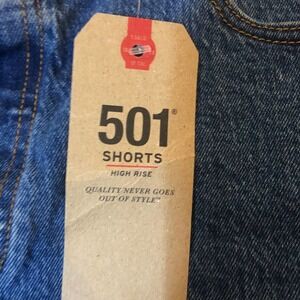 501®
SHORTS
HIGH RISE
QUALITY NEVER GOES
OUT OF STYLE™